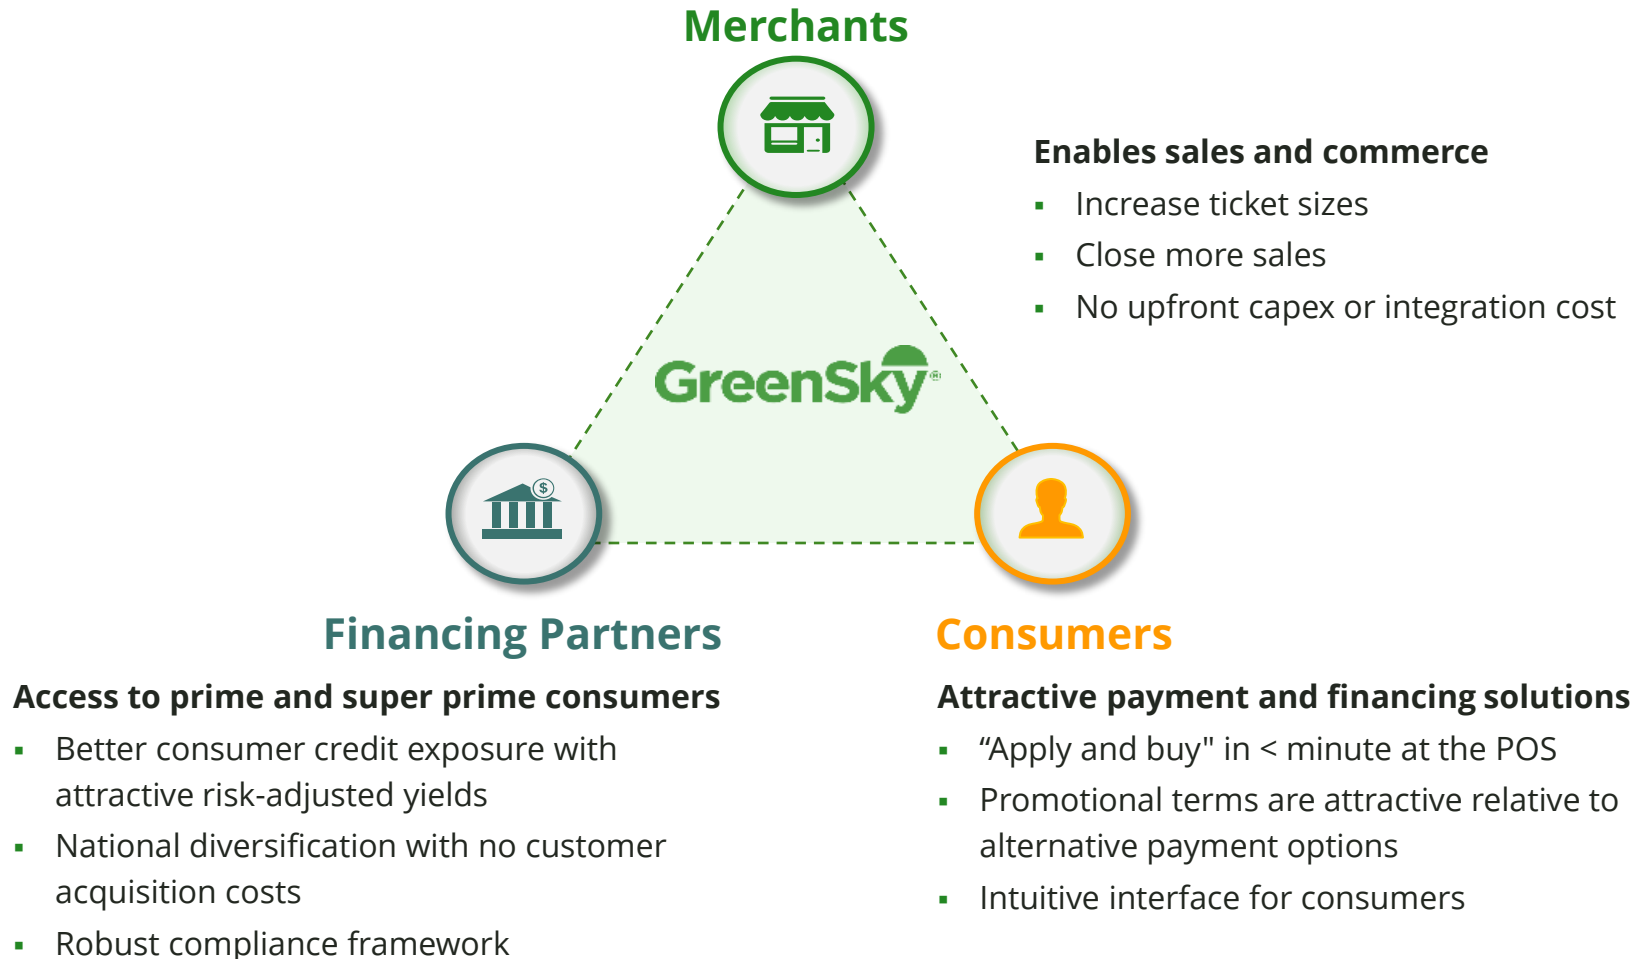 Merchants
Enables sales and commerce
▪ Increase ticket sizes
▪ Close more sales
▪ No upfront capex or integration cost
GreenSky®
$
Financing Partners
Access to prime and super prime consumers
▪ Better consumer credit exposure with
attractive risk-adjusted yields
▪ National diversification with no customer
acquisition costs
▪ Robust compliance framework
Consumers
Attractive payment and financing solutions
▪ “Apply and buy" in < minute at the POS
▪ Promotional terms are attractive relative to
alternative payment options
▪ Intuitive interface for consumers